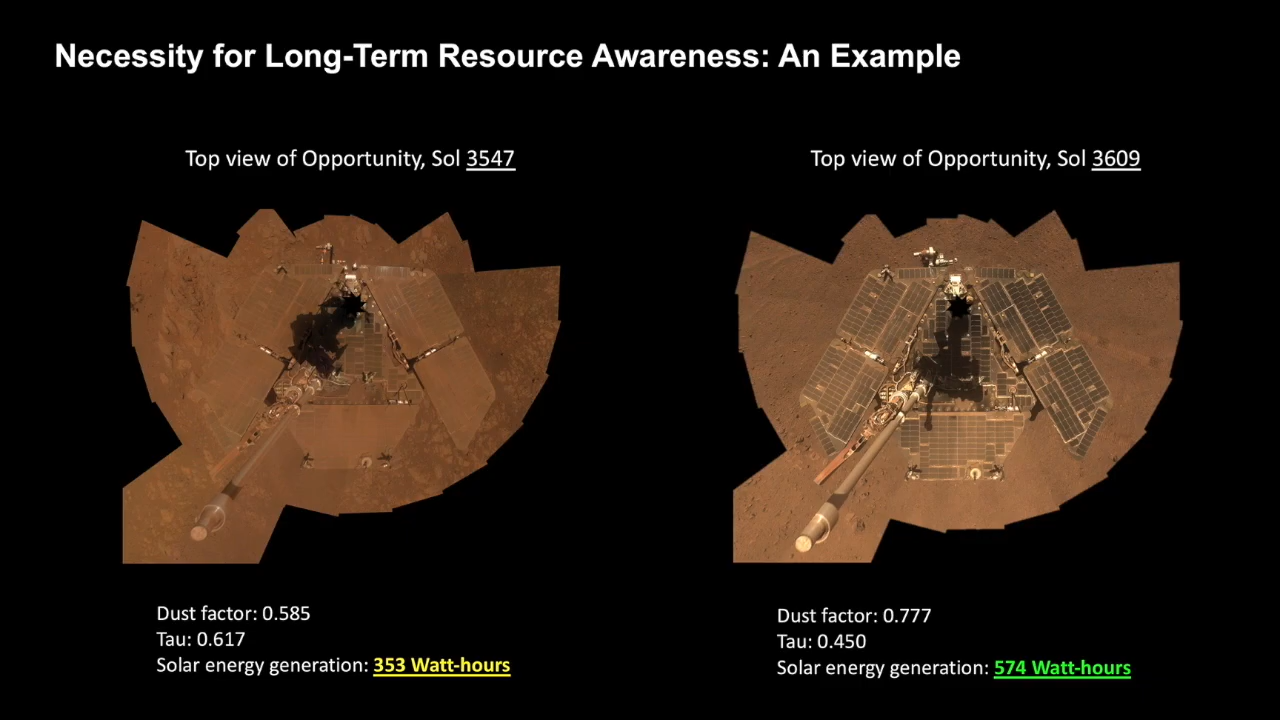 Necessity for Long-Term Resource Awareness: An Example
Top view of Opportunity, Sol 3547
Top view of Opportunity, Sol 3609
Dust factor: 0.585
Tau: 0.617
Solar energy generation: 353 Watt-hours
Dust factor: 0.777
Tau: 0.450
Solar energy generation: 574 Watt-hours